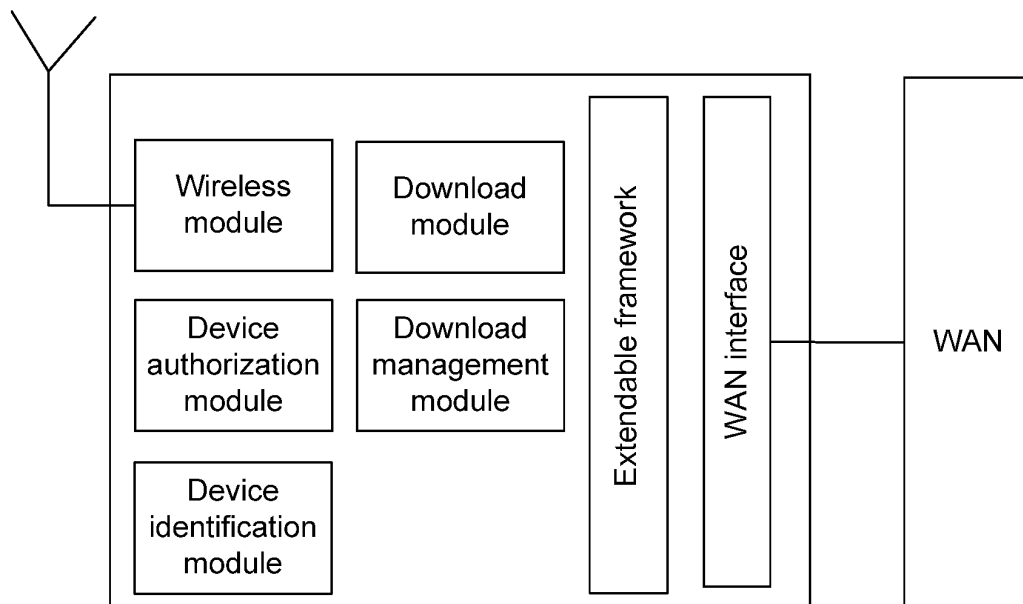 Wireless
module
Download
module
Device
authorization
module
Download
management
module
Device
identification
module
Extendable framework
WAN interface
WAN